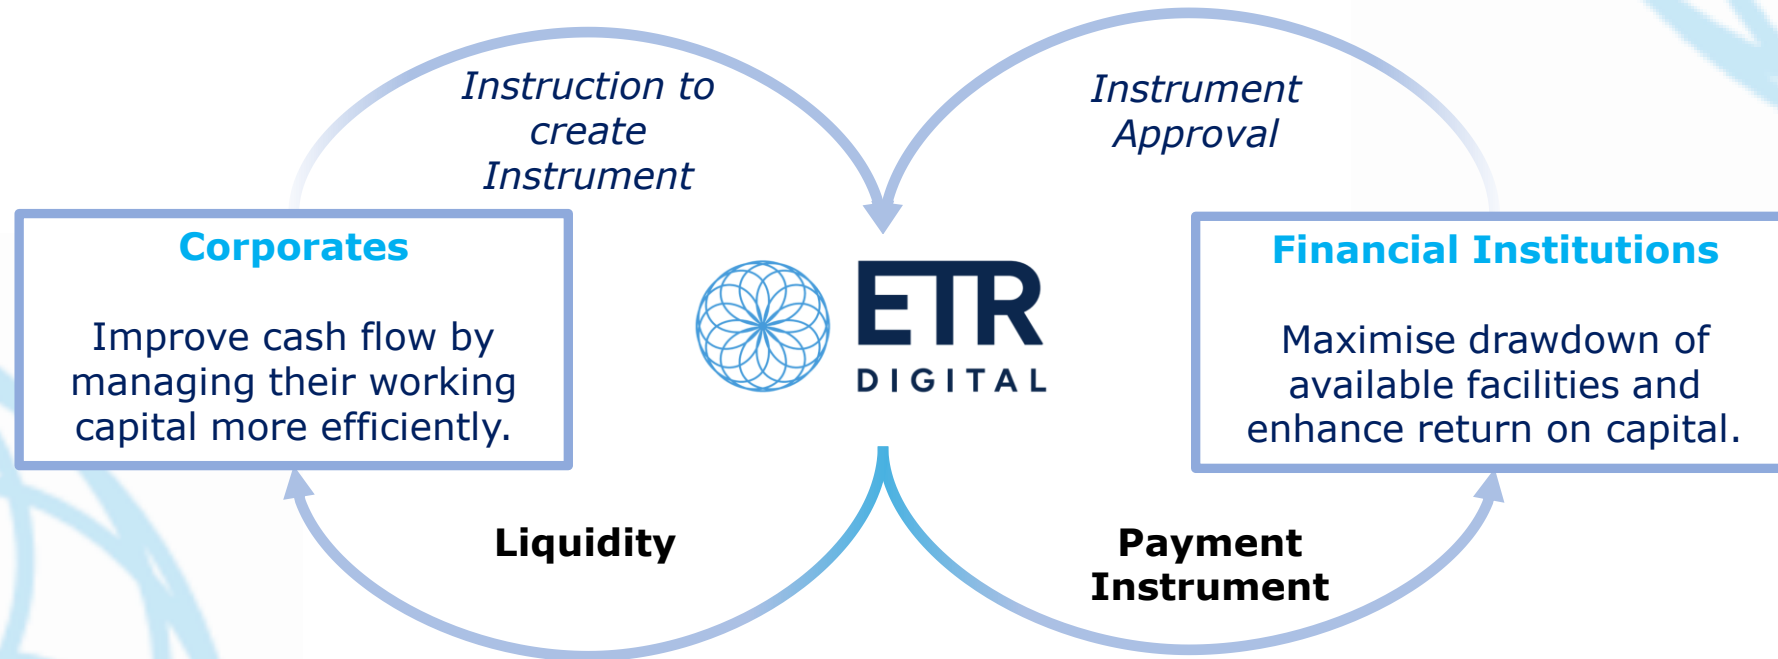 Instruction to
create
Instrument
Instrument
Approval
Corporates
Improve cash flow by
managing their working
capital more efficiently.
ETR
DIGITAL
Financial Institutions
Maximise drawdown of
available facilities and
enhance return on capital.
Liquidity
Payment
Instrument